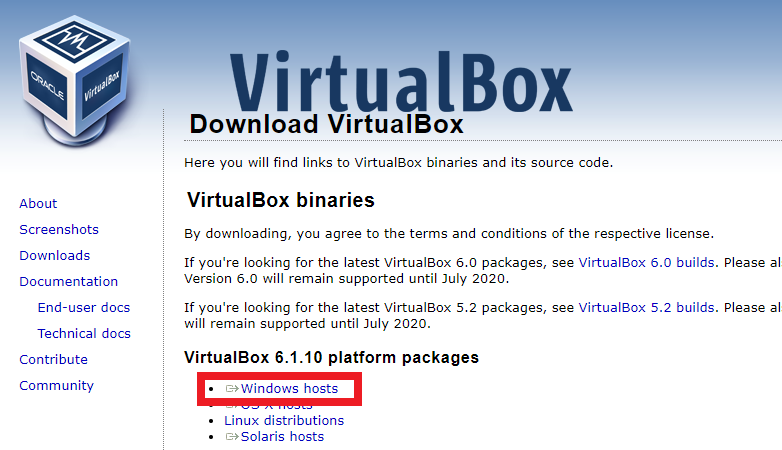 ORACLE
VirtualBox
VirtualBox
Download VirtualBox
Here you will find links to VirtualBox binaries and its source code.
VirtualBox binaries
By downloading, you agree to the terms and conditions of the respective license.
If you're looking for the latest VirtualBox 6.0 packages, see VirtualBox 6.0 builds. Please al
Version 6.0 will remain supported until July 2020.
If you're looking for the latest VirtualBox 5.2 packages, see VirtualBox 5.2 builds. Please al
will remain supported until July 2020.
VirtualBox 6.1.10 platform packages
Windows hosts
OS X hosts
Linux distributions
Solaris hosts
About
Screenshots
Downloads
Documentation
End-user docs
Technical docs
Contribute
Community